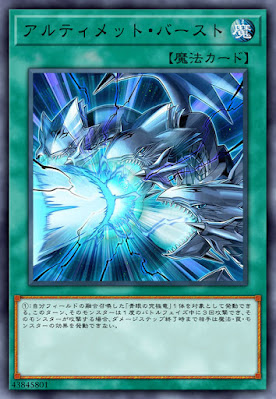 アルティメット・バースト
魔
【魔法カード】
①:自分フィールドの融合召喚した「青眼の究極竜」1体を対象として発動でき
る。このターン、そのモンスターは1度のバトルフェイズ中に3回攻撃でき、そ
のモンスターが攻撃する場合、ダメージステップ終了時まで相手は魔法・罠・モ
ンスターの効果を発動できない。
43845801